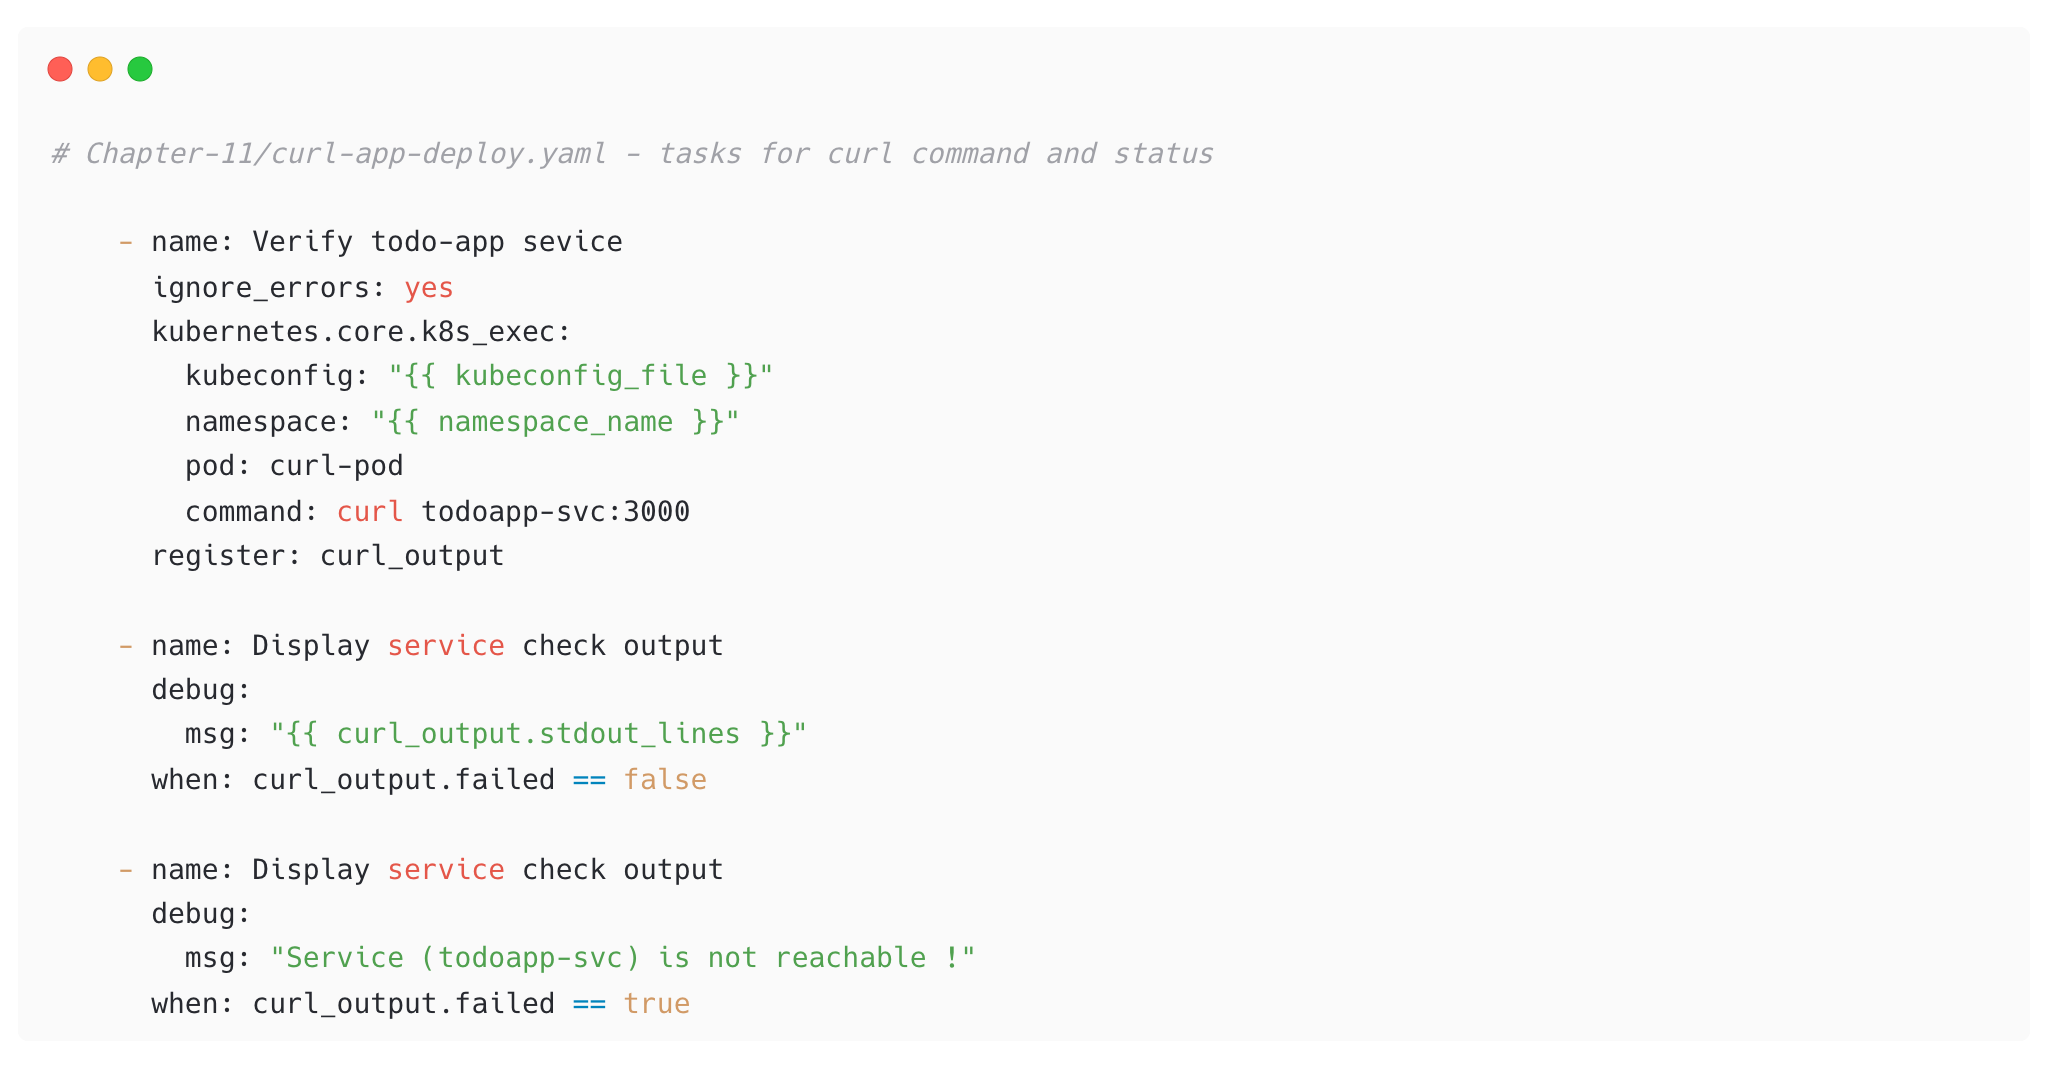 # Chapter-11/curl-app-deploy.yaml - tasks for curl command and status
- name: Verify todo-app sevice
ignore_errors: yes
kubernetes.core.k8s_exec:
kubeconfig: "{{ kubeconfig_file }}"
namespace: "{{ namespace_name }}"
pod: curl-pod
command: curl todoapp-svc:3000
register: curl_output
- name: Display service check output
debug:
msg: "{{ curl_output.stdout_lines }}"
when: curl_output.failed == false
- name: Display service check output
debug:
msg: "Service (todoapp-svc) is not reachable !"
when: curl_output.failed == true